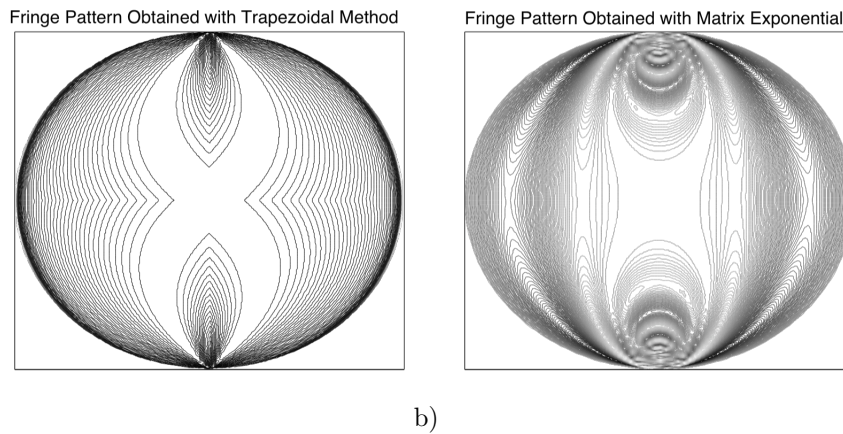 Fringe Pattern Obtained with Trapezoidal Method
Fringe Pattern Obtained with Matrix Exponential
b)